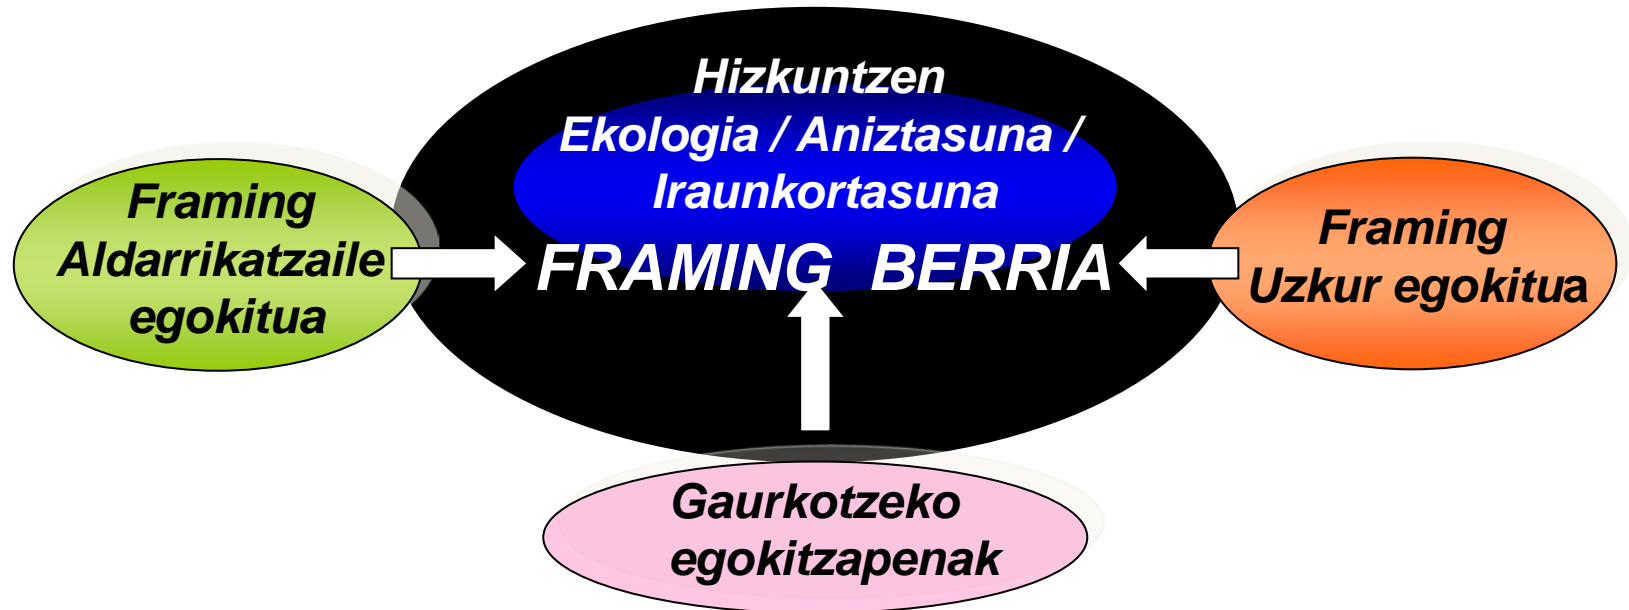 Hizkuntzen
Ekologia / Aniztasuna /
Iraunkortasuna
FRAMING BERRIA
Framing
Aldarrikatzaile
egokitua
Framing
Uzkur egokitua
Gaurkotzeko
egokitzapenak